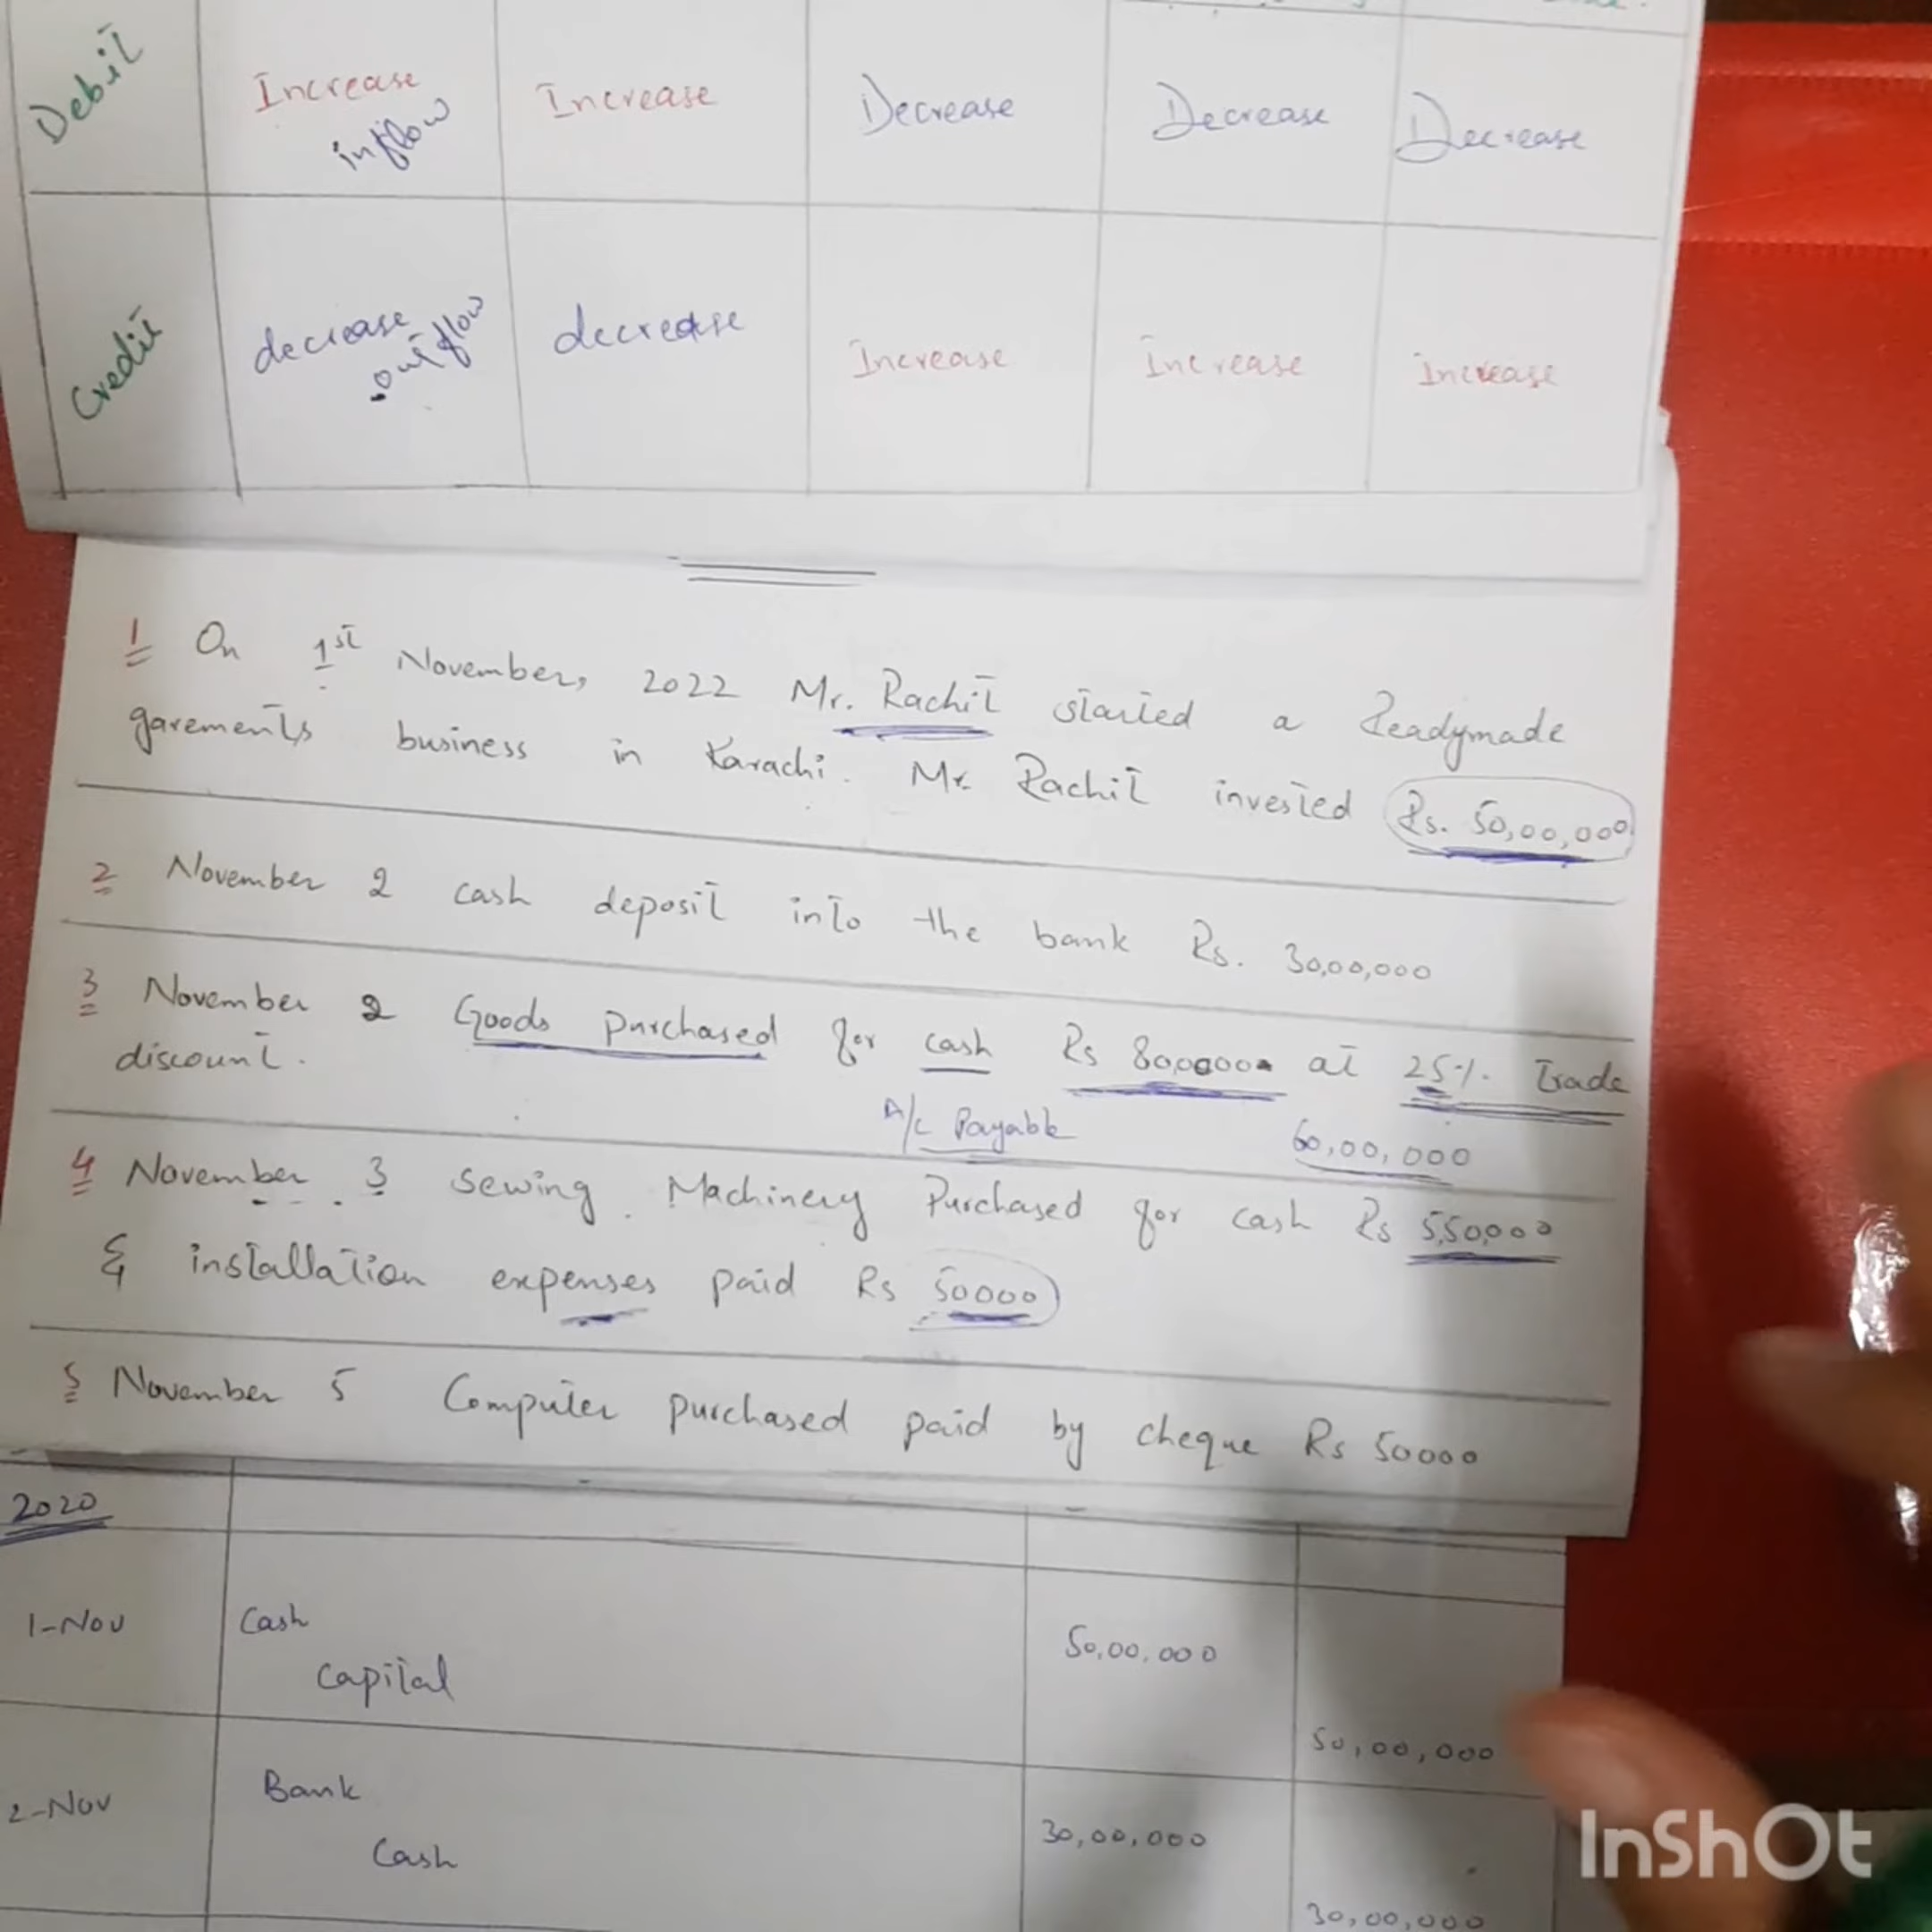 Debit Increase Increase Decrease Decrease Decrease
inflow
Credit decrease decrease Increase Increase Increase
outflow
1 On 1st November, 2022 Mr. Rachit started a Readymade
garements business in Karachi. Mr. Rachit invested Rs. 50,00,000
2 November 2 cash deposit into the bank Rs. 30,00,000
3 November 2 Goods purchased for cash Rs at 25%. Trade
discount.
A/c Payable 60,00,000
4 November 3 Sewing Machinery Purchased for cash Rs 5,50,000
& installation expenses paid Rs 50000
5 November 5 Computer purchased paid by cheque Rs 50000
2020
1-Nov Cash 50,00,000
Capital 50,00,000
2-Nov Bank 30,00,000
Cash 30,00,000
InShOt